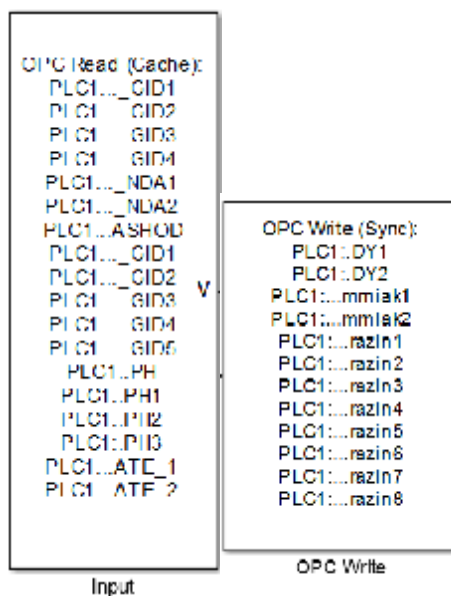 OPC Read (Cache):
PLC1..._CID1
PLC1..._CID2
PLC1 GID3
PLC1 GID4
PLC1..._NDA1
PLC1..._NDA2
PLC1...ASHOD
PLC1..._CID1
PLC1..._CID2
PLC1 GID3
PLC1 GID4
PLC1 GID5
PLC1..PH
PLC1:.PH1
PLC1:.PH2
PLC1:.PH3
PLC1...ATE_1
PLC1...ATE_2
V
Input
OPC Write (Sync):
PLC1:.DY1
PLC1:.DY2
PLC1:...mmiak1
PLC1:...mmiak2
PLC1:...razin1
PLC1:...razin2
PLC1:...razin3
PLC1:...razin4
PLC1:...razin5
PLC1:...razin6
PLC1:...razin7
PLC1:...razin8
OPC Write